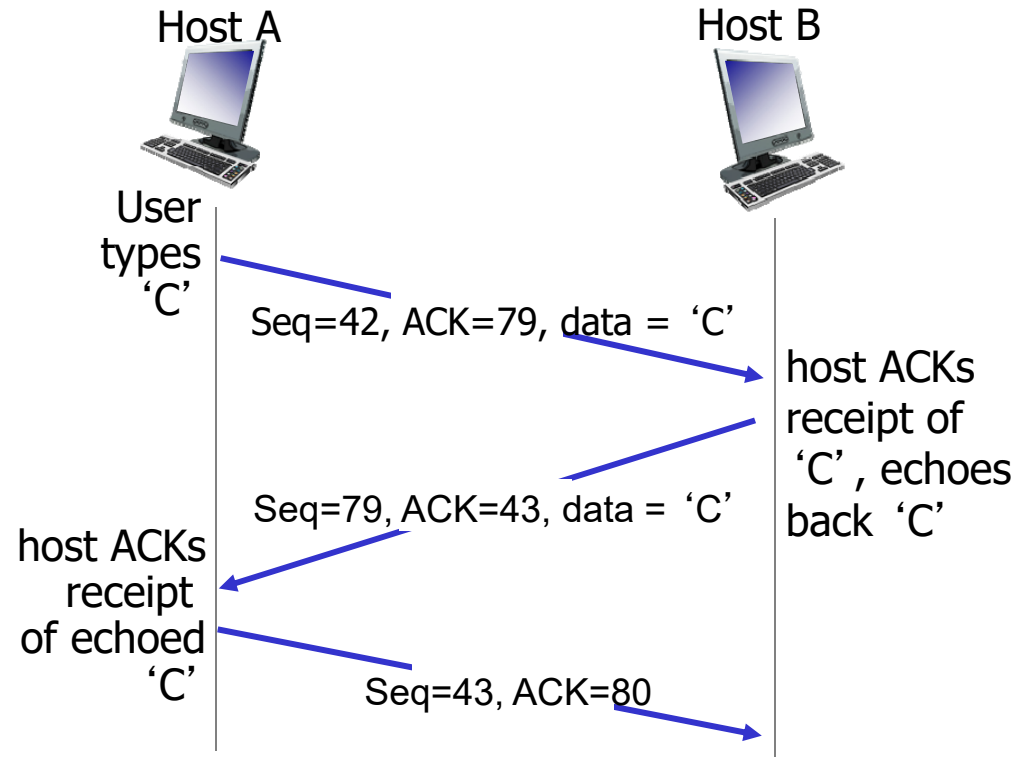 Host A
Host B
User
types
‘C’
Seq=42, ACK=79, data = ‘C’
host ACKs
receipt of
‘C’, echoes
back ‘C’
Seq=79, ACK=43, data = ‘C’
host ACKs
receipt
of echoed
‘C’
Seq=43, ACK=80